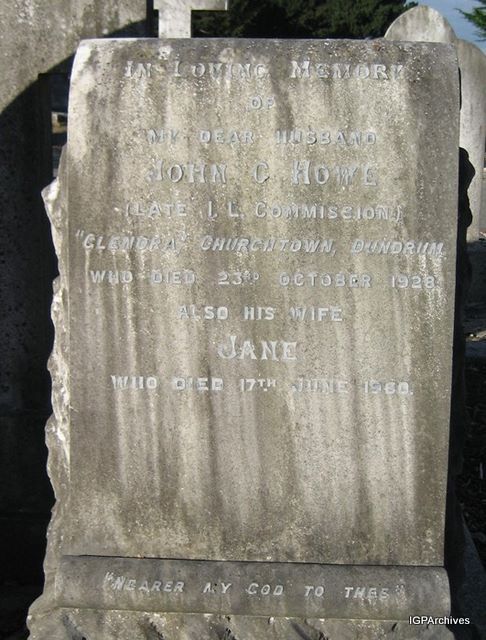 In Loving Memory
OF
MY DEAR HUSBAND
JOHN G HOWE
(LATE I. L. COMMISSION)
"GLENDRA" CHURCHTOWN, DUNDRUM
WHO DIED 23RD OCTOBER 1928
ALSO HIS WIFE
JANE
WHO DIED 17TH JUNE 1960.
"NEARER MY GOD TO THEE"
IGPArchives